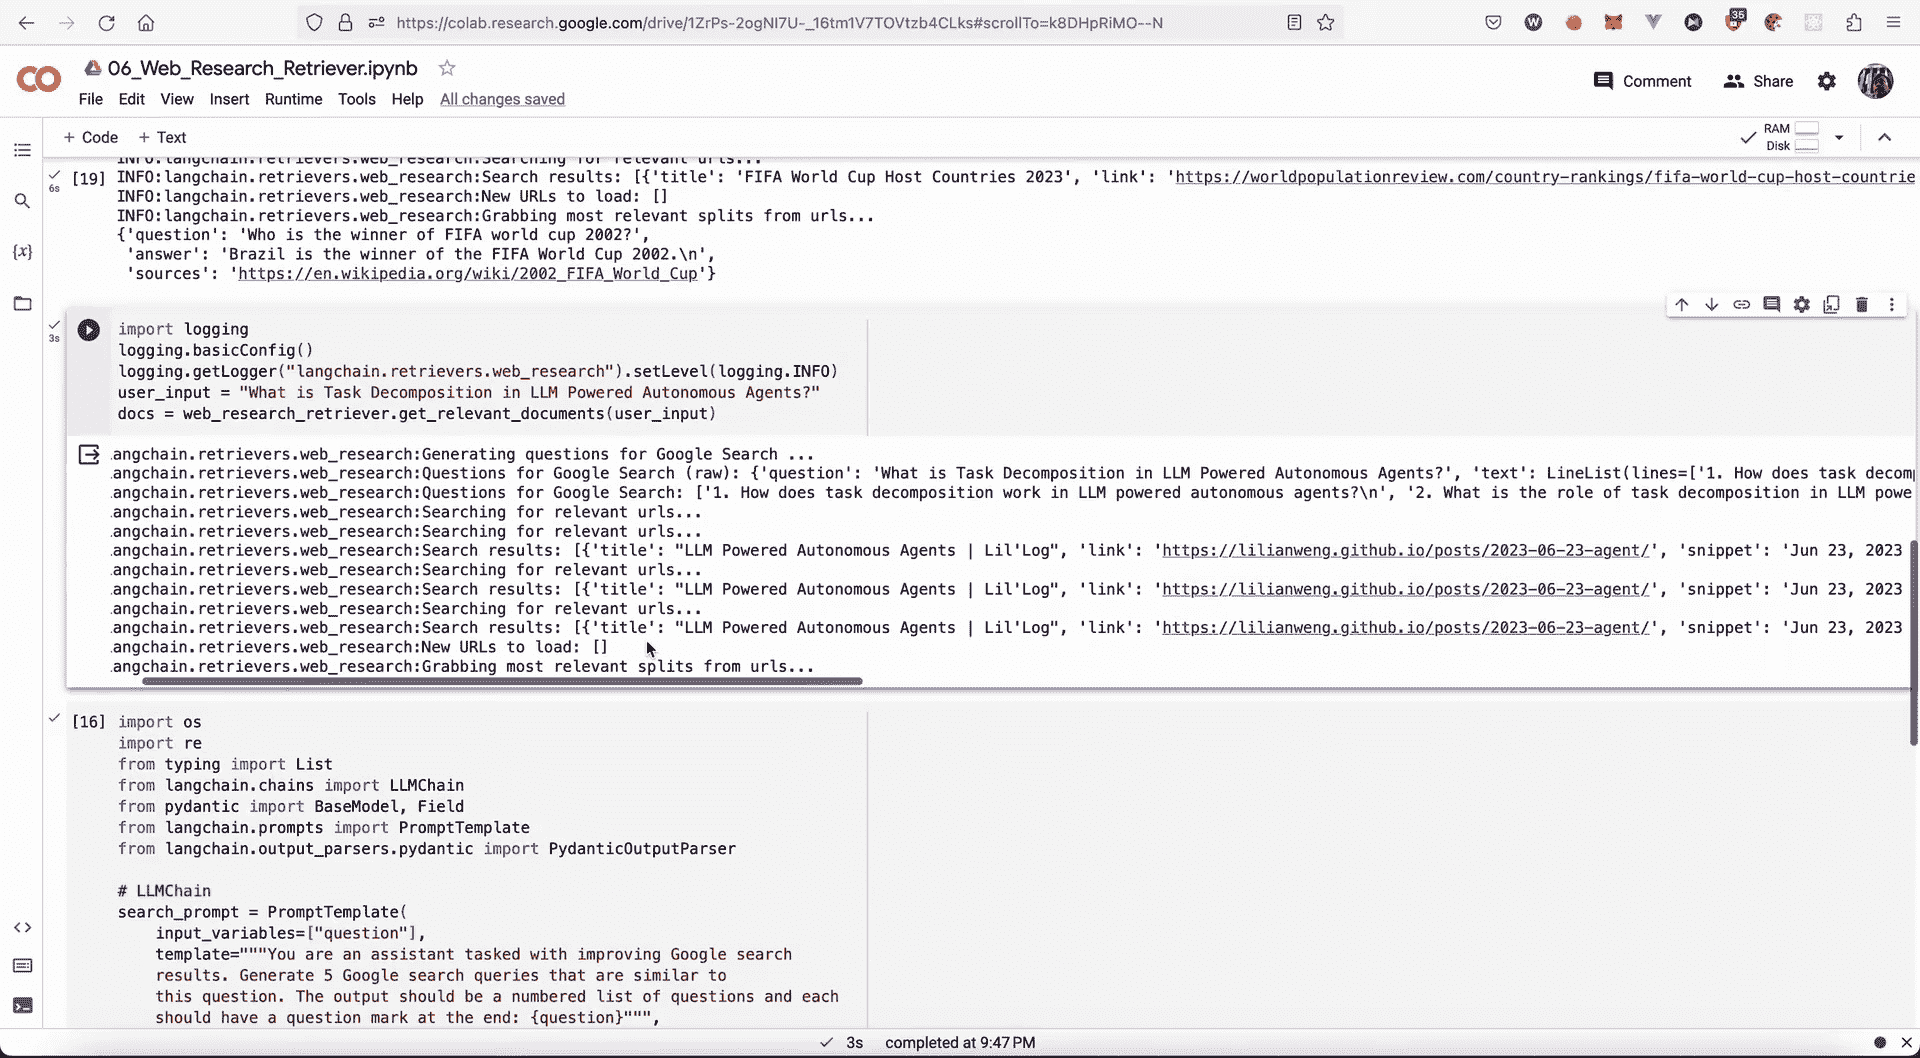 https://colab.research.google.com/drive/1ZrPs-2ogNI7U-_16tm1V7TOVtzb4CLks#scrollTo=k8DHpRiMO--N
35
06_Web_Research_Retriever.ipynb
Comment
Share
File Edit View Insert Runtime Tools Help All changes saved
+ Code + Text
RAM
Disk
INFO:langchain.retrievers.web_research:Searching for relevant urls...
6s
[19] INFO:langchain.retrievers.web_research:Search results: [{'title': 'FIFA World Cup Host Countries 2023', 'link': 'https://worldpopulationreview.com/country-rankings/fifa-world-cup-host-countrie
INFO:langchain.retrievers.web_research:New URLs to load: []
INFO:langchain.retrievers.web_research:Grabbing most relevant splits from urls...
{'question': 'Who is the winner of FIFA world cup 2002?',
'answer': 'Brazil is the winner of the FIFA World Cup 2002.\n',
'sources': 'https://en.wikipedia.org/wiki/2002_FIFA_World_Cup'}
3s
import logging
logging.basicConfig()
logging.getLogger("langchain.retrievers.web_research").setLevel(logging.INFO)
user_input = "What is Task Decomposition in LLM Powered Autonomous Agents?"
docs = web_research_retriever.get_relevant_documents(user_input)
angchain.retrievers.web_research:Generating questions for Google Search ...
angchain.retrievers.web_research:Questions for Google Search (raw): {'question': 'What is Task Decomposition in LLM Powered Autonomous Agents?', 'text': LineList(lines=['1. How does task decomp
angchain.retrievers.web_research:Questions for Google Search: ['1. How does task decomposition work in LLM powered autonomous agents?\n', '2. What is the role of task decomposition in LLM powe
angchain.retrievers.web_research:Searching for relevant urls...
angchain.retrievers.web_research:Searching for relevant urls...
angchain.retrievers.web_research:Search results: [{'title': "LLM Powered Autonomous Agents | Lil'Log", 'link': 'https://lilianweng.github.io/posts/2023-06-23-agent/', 'snippet': 'Jun 23, 2023
angchain.retrievers.web_research:Searching for relevant urls...
angchain.retrievers.web_research:Search results: [{'title': "LLM Powered Autonomous Agents | Lil'Log", 'link': 'https://lilianweng.github.io/posts/2023-06-23-agent/', 'snippet': 'Jun 23, 2023
angchain.retrievers.web_research:Searching for relevant urls...
angchain.retrievers.web_research:Search results: [{'title': "LLM Powered Autonomous Agents | Lil'Log", 'link': 'https://lilianweng.github.io/posts/2023-06-23-agent/', 'snippet': 'Jun 23, 2023
angchain.retrievers.web_research:New URLs to load: []
angchain.retrievers.web_research:Grabbing most relevant splits from urls...
[16] import os
import re
from typing import List
from langchain.chains import LLMChain
from pydantic import BaseModel, Field
from langchain.prompts import PromptTemplate
from langchain.output_parsers.pydantic import PydanticOutputParser
# LLMChain
search_prompt = PromptTemplate(
input_variables=["question"],
template="""You are an assistant tasked with improving Google search
results. Generate 5 Google search queries that are similar to
this question. The output should be a numbered list of questions and each
should have a question mark at the end: {question}""",
3s completed at 9:47 PM